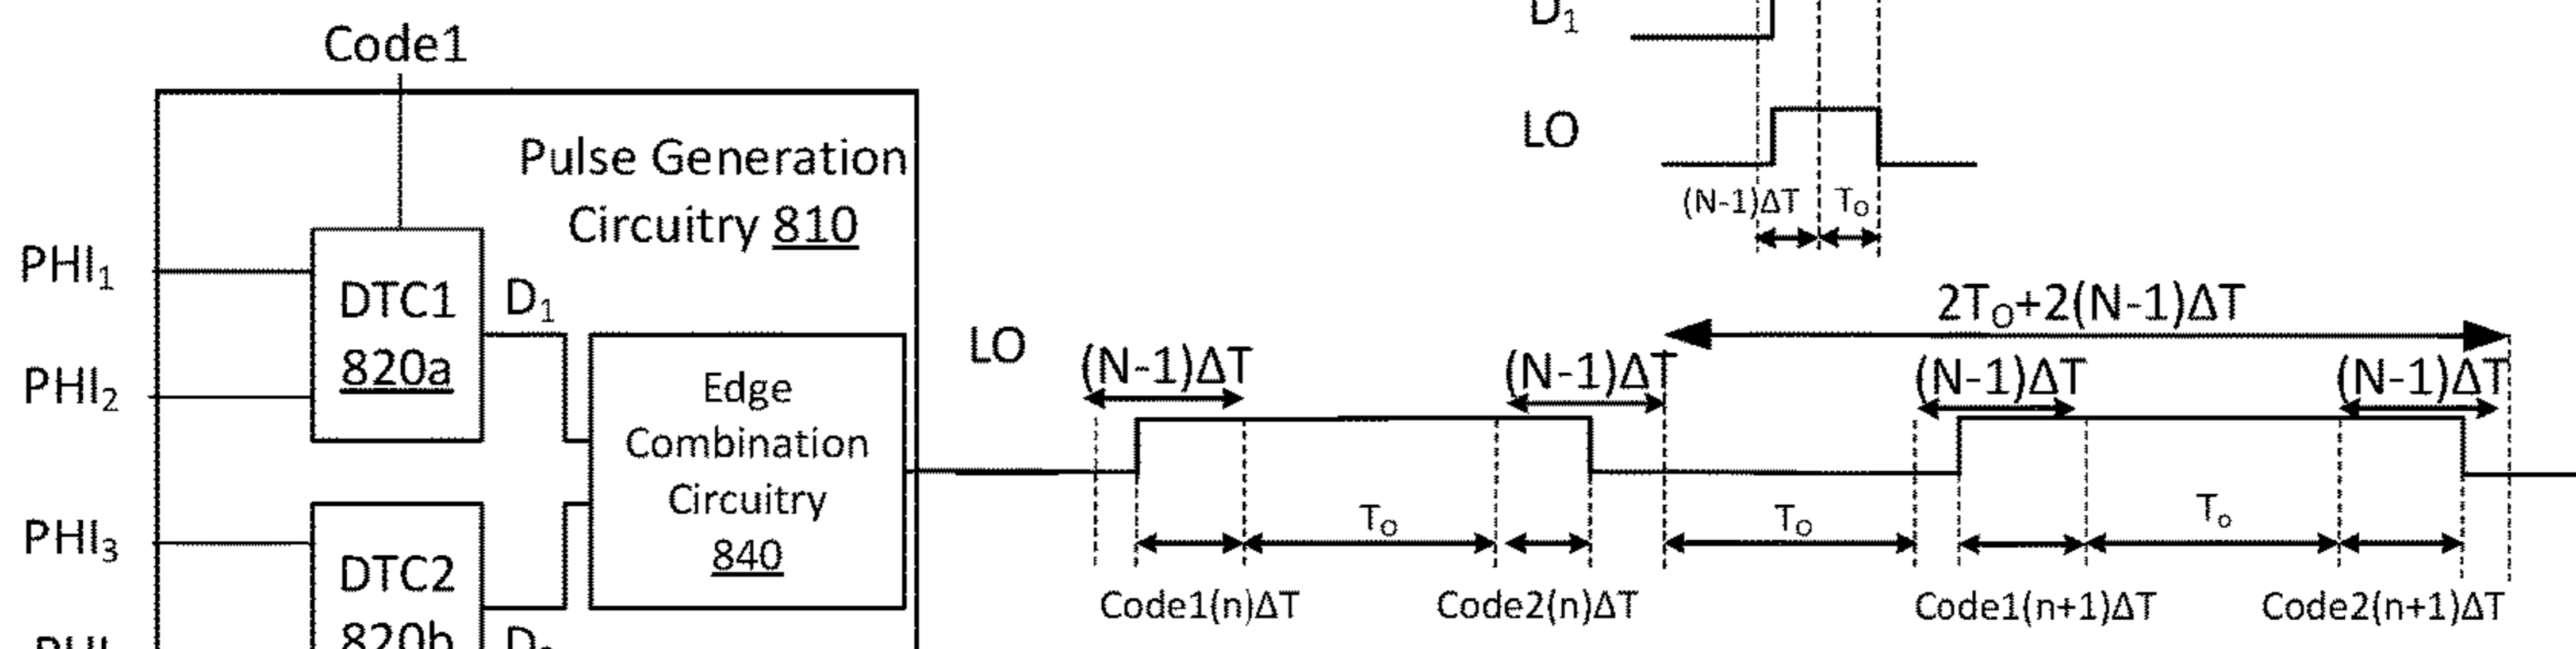 Code1
Pulse Generation
Circuitry 810
PHI1
DTC1
820a
D1
PHI2
Edge
Combination
Circuitry
840
PHI3
DTC2
820b
D1
LO
(N-1)ΔT
To
LO
(N-1)ΔT
(N-1)ΔT
2To+2(N-1)ΔT
(N-1)ΔT
(N-1)ΔT
To
To
To
Code1(n)ΔT
Code2(n)ΔT
Code1(n+1)ΔT
Code2(n+1)ΔT